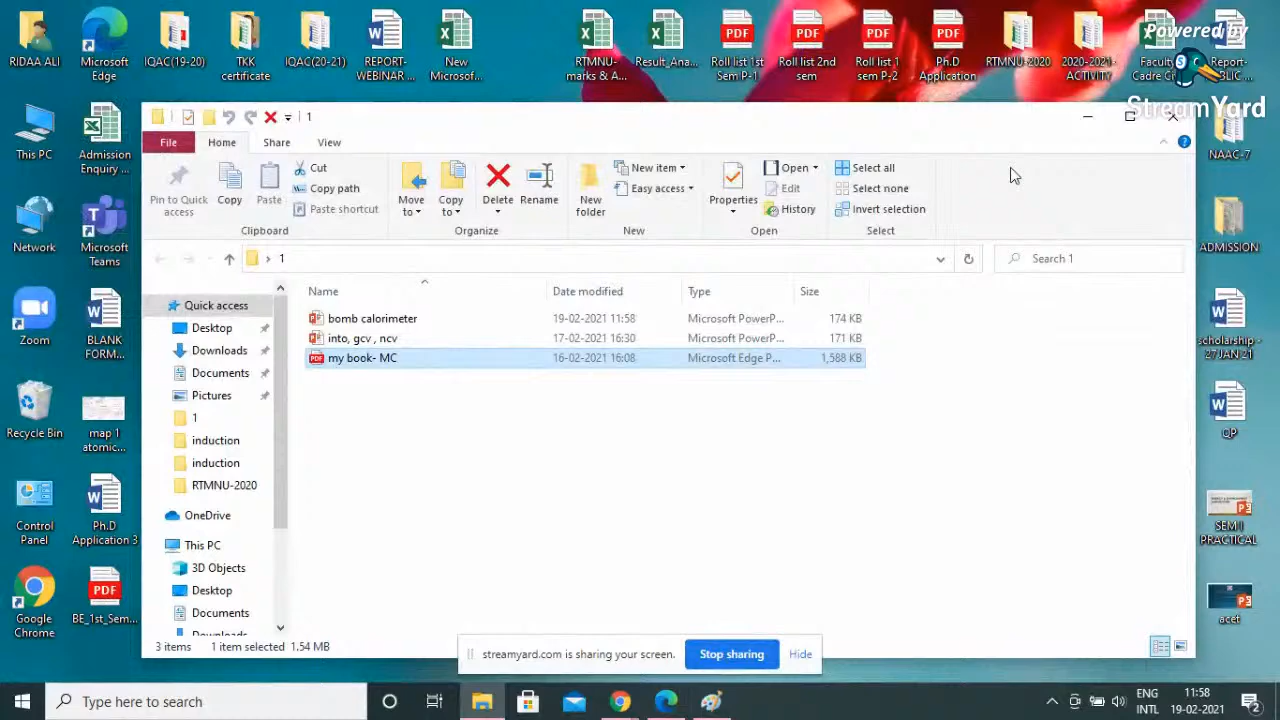 RIDAA ALI
Microsoft Edge
IQAC(19-20)
TKK certificate
IQAC(20-21)
REPORT-WEBINAR ...
New Microsof...
RTMNU-marks & A...
Result_Ana...
Roll list 1st Sem P-1
Roll list 2nd sem
Roll list 1 sem P-2
Ph.D Application
RTMNU-2020
2020-2021-ACTIVITY
Powered by
StreamYard
This PC
Admission Enquiry ...
Network
Microsoft Teams
Zoom
BLANK FORM...
Recycle Bin
map 1 atomic...
Control Panel
Ph.D Application 3
Google Chrome
BE_1st_Sem...
NAAC-7
ADMISSION
scholarship - 27JAN 21
QP
SEM I PRACTICAL
acet
1
File Home Share View
Pin to Quick access
Copy
Paste
Cut
Copy path
Paste shortcut
Clipboard
Move to
Copy to
Delete
Rename
Organize
New folder
New item
Easy access
New
Properties
Open
Edit
History
Open
Select all
Select none
Invert selection
Select
1
Search 1
Name Date modified Type Size
bomb calorimeter 19-02-2021 11:58 Microsoft PowerP... 174 KB
into, gcv , ncv 17-02-2021 16:30 Microsoft PowerP... 171 KB
my book- MC 16-02-2021 16:08 Microsoft Edge P... 1,588 KB
Quick access
Desktop
Downloads
Documents
Pictures
1
induction
induction
RTMNU-2020
OneDrive
This PC
3D Objects
Desktop
Documents
Downloads
3 items 1 item selected 1.54 MB
streamyard.com is sharing your screen. Stop sharing Hide
Type here to search
ENG
INTL
11:58
19-02-2021
2